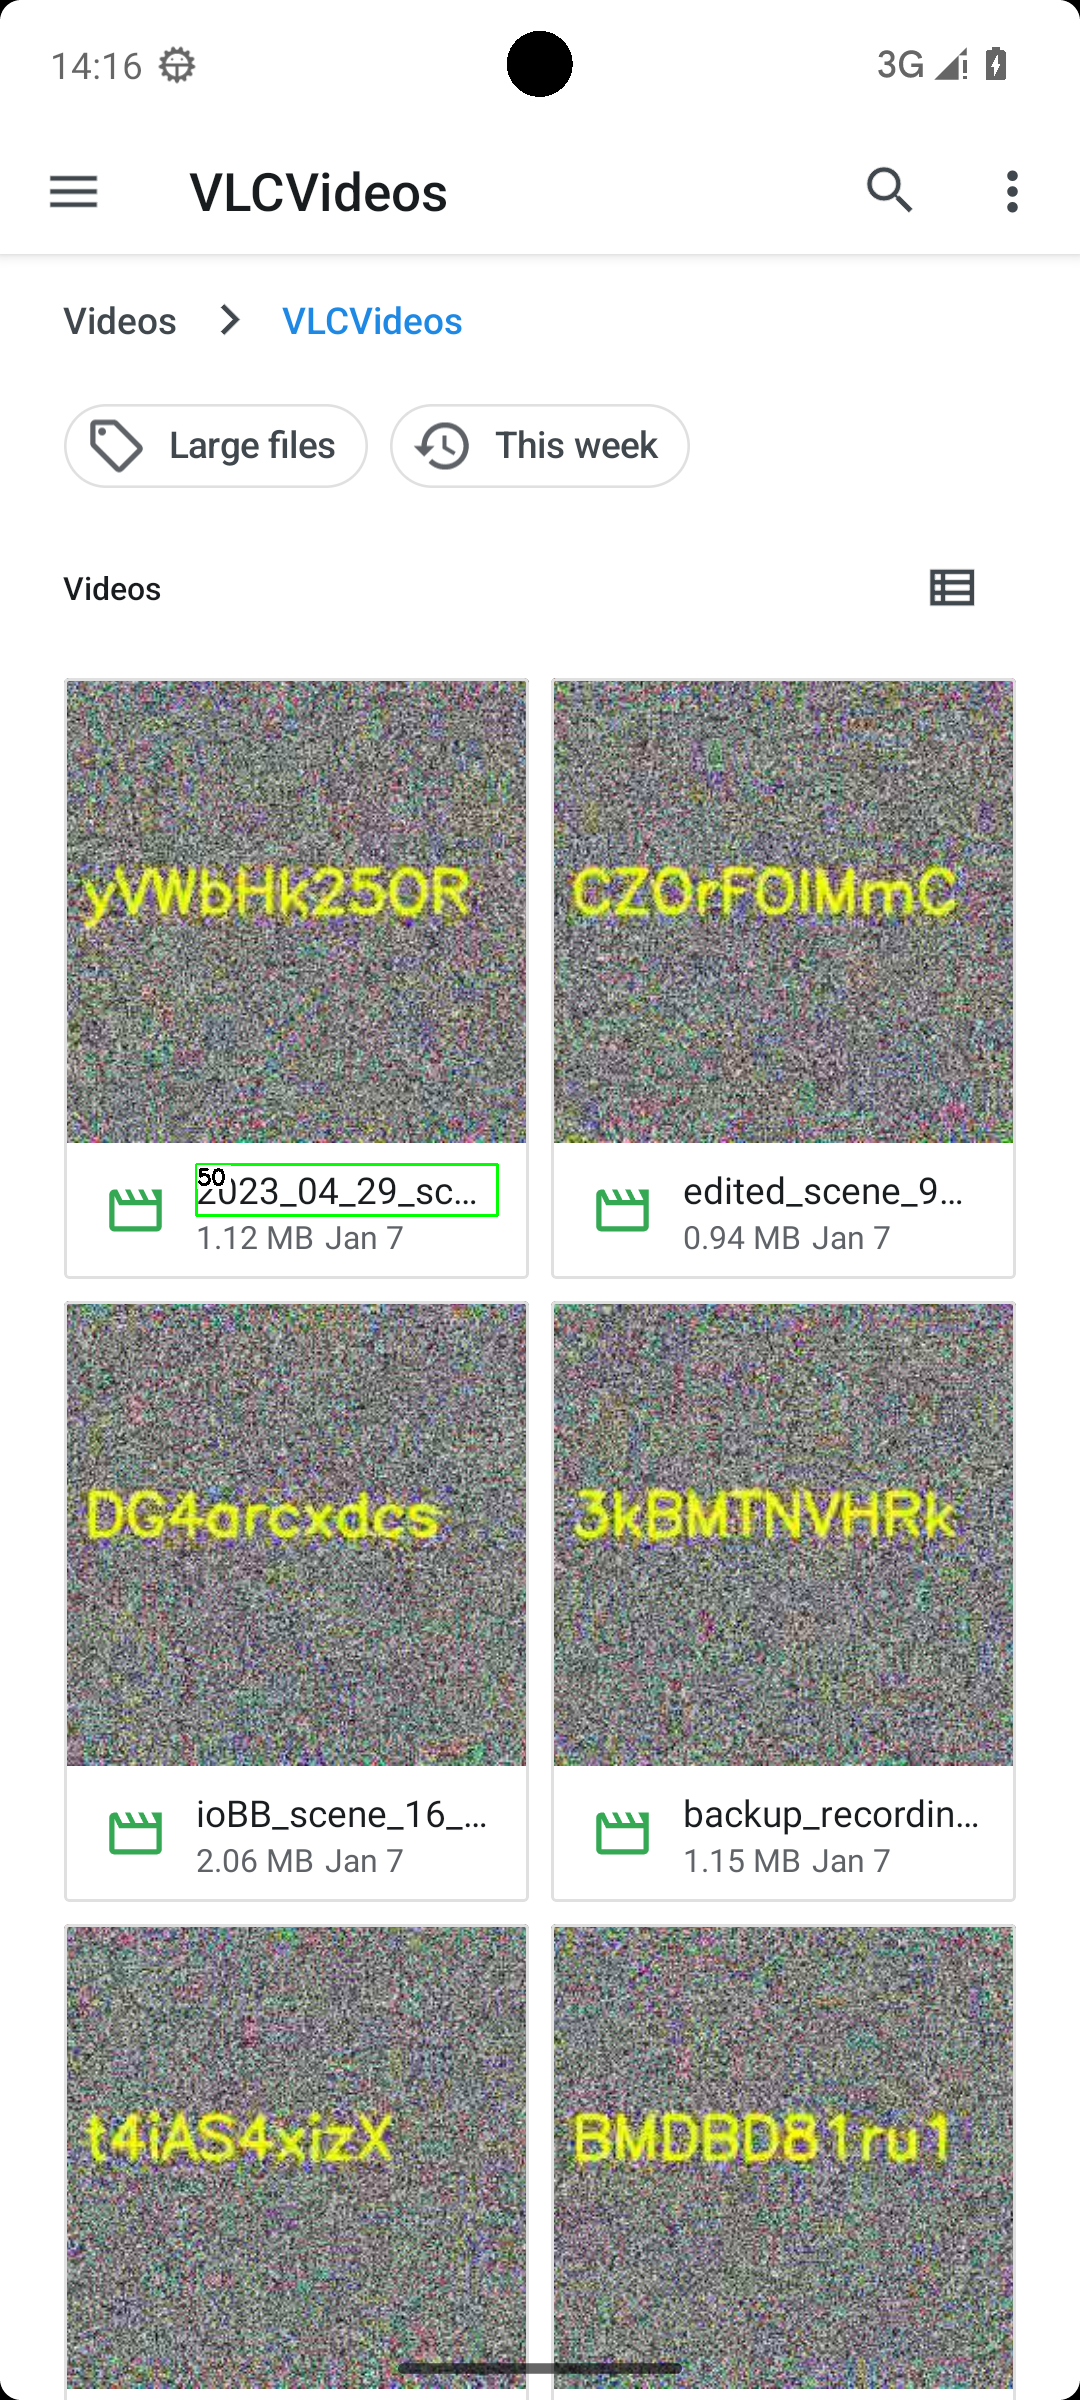 14:16
3G
VLCVideos
Videos
VLCVideos
Large files
This week
Videos
yVWbHk250R
CZOrFOIMmC
50
2023_04_29_sc...
1.12 MB Jan 7
edited_scene_9...
0.94 MB Jan 7
DG4arcxdcs
3kBMTNVHRk
ioBB_scene_16_...
2.06 MB Jan 7
backup_recordin...
1.15 MB Jan 7
t4iAS4xizX
BMDBD81ru1